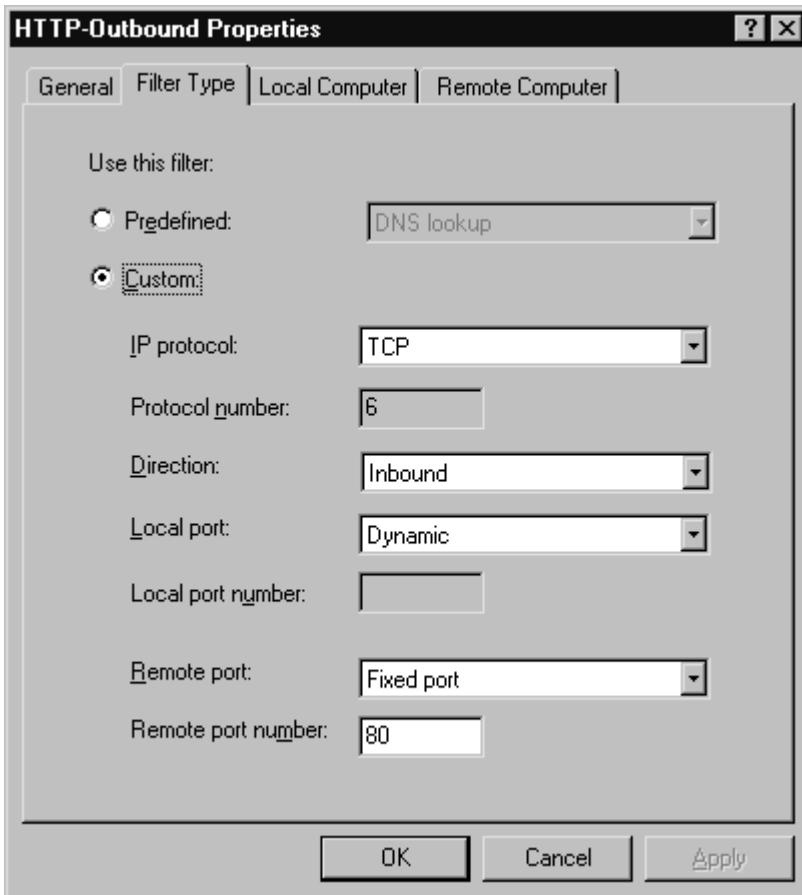 HTTP-Outbound Properties
General Filter Type Local Computer Remote Computer
Use this filter:
Predefined: DNS lookup
Custom:
IP protocol: TCP
Protocol number: 6
Direction: Inbound
Local port: Dynamic
Local port number:
Remote port: Fixed port
Remote port number: 80
OK Cancel Apply